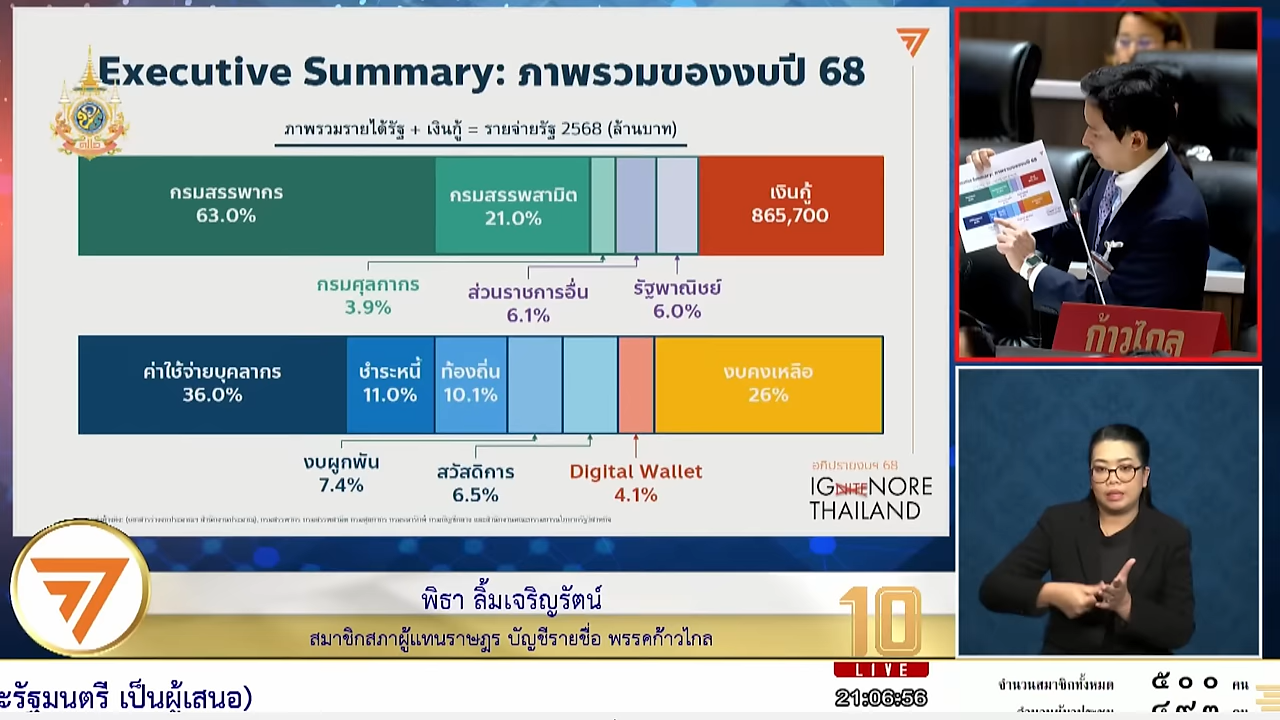 Executive Summary: ภาพรวมของงบปี 68
ภาพรวมรายได้รัฐ + เงินกู้ = รายจ่ายรัฐ 2568 (ล้านบาท)
กรมสรรพากร
63.0%
กรมสรรพสามิต
21.0%
เงินกู้
865,700
กรมศุลกากร
3.9%
ส่วนราชการอื่น
6.1%
รัฐพาณิชย์
6.0%
ค่าใช้จ่ายบุคลากร
36.0%
ชำระหนี้
11.0%
ท้องถิ่น
10.1%
งบคงเหลือ
26%
งบผูกพัน
7.4%
สวัสดิการ
6.5%
Digital Wallet
4.1%
อภิปรายงบฯ 68
IGNITENORE
THAILAND
ก้าวไกล
พิธา ลิ้มเจริญรัตน์
สมาชิกสภาผู้แทนราษฎร บัญชีรายชื่อ พรรคก้าวไกล
10
LIVE
21:06:56
ะรัฐมนตรี เป็นผู้เสนอ)
จำนวนสมาชิกทั้งหมด ๕๐๐ คน